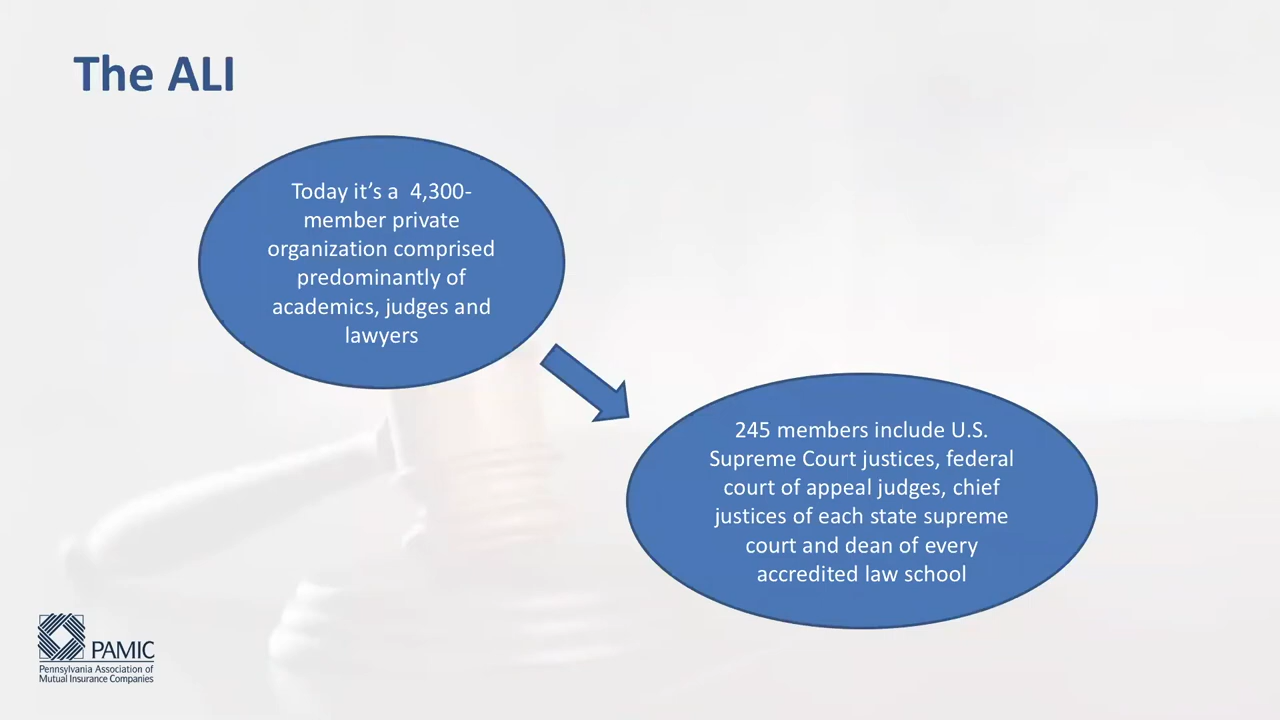 The ALI
Today it’s a  4,300-
member private
organization comprised
predominantly of
academics, judges and
lawyers
245 members include U.S.
Supreme Court justices, federal
court of appeal judges, chief
justices of each state supreme
court and dean of every
accredited law school
PAMIC
Pennsylvania Association of
Mutual Insurance Companies